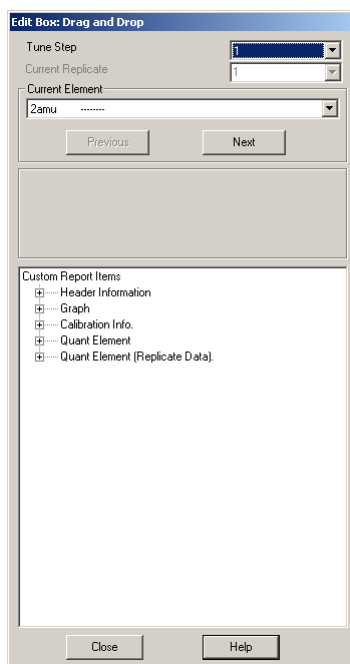 Edit Box: Drag and Drop
Tune Step 1
Current Replicate 1
Current Element
2amu --------
Previous Next
Custom Report Items
Header Information
Graph
Calibration Info.
Quant Element
Quant Element (Replicate Data).
Close Help